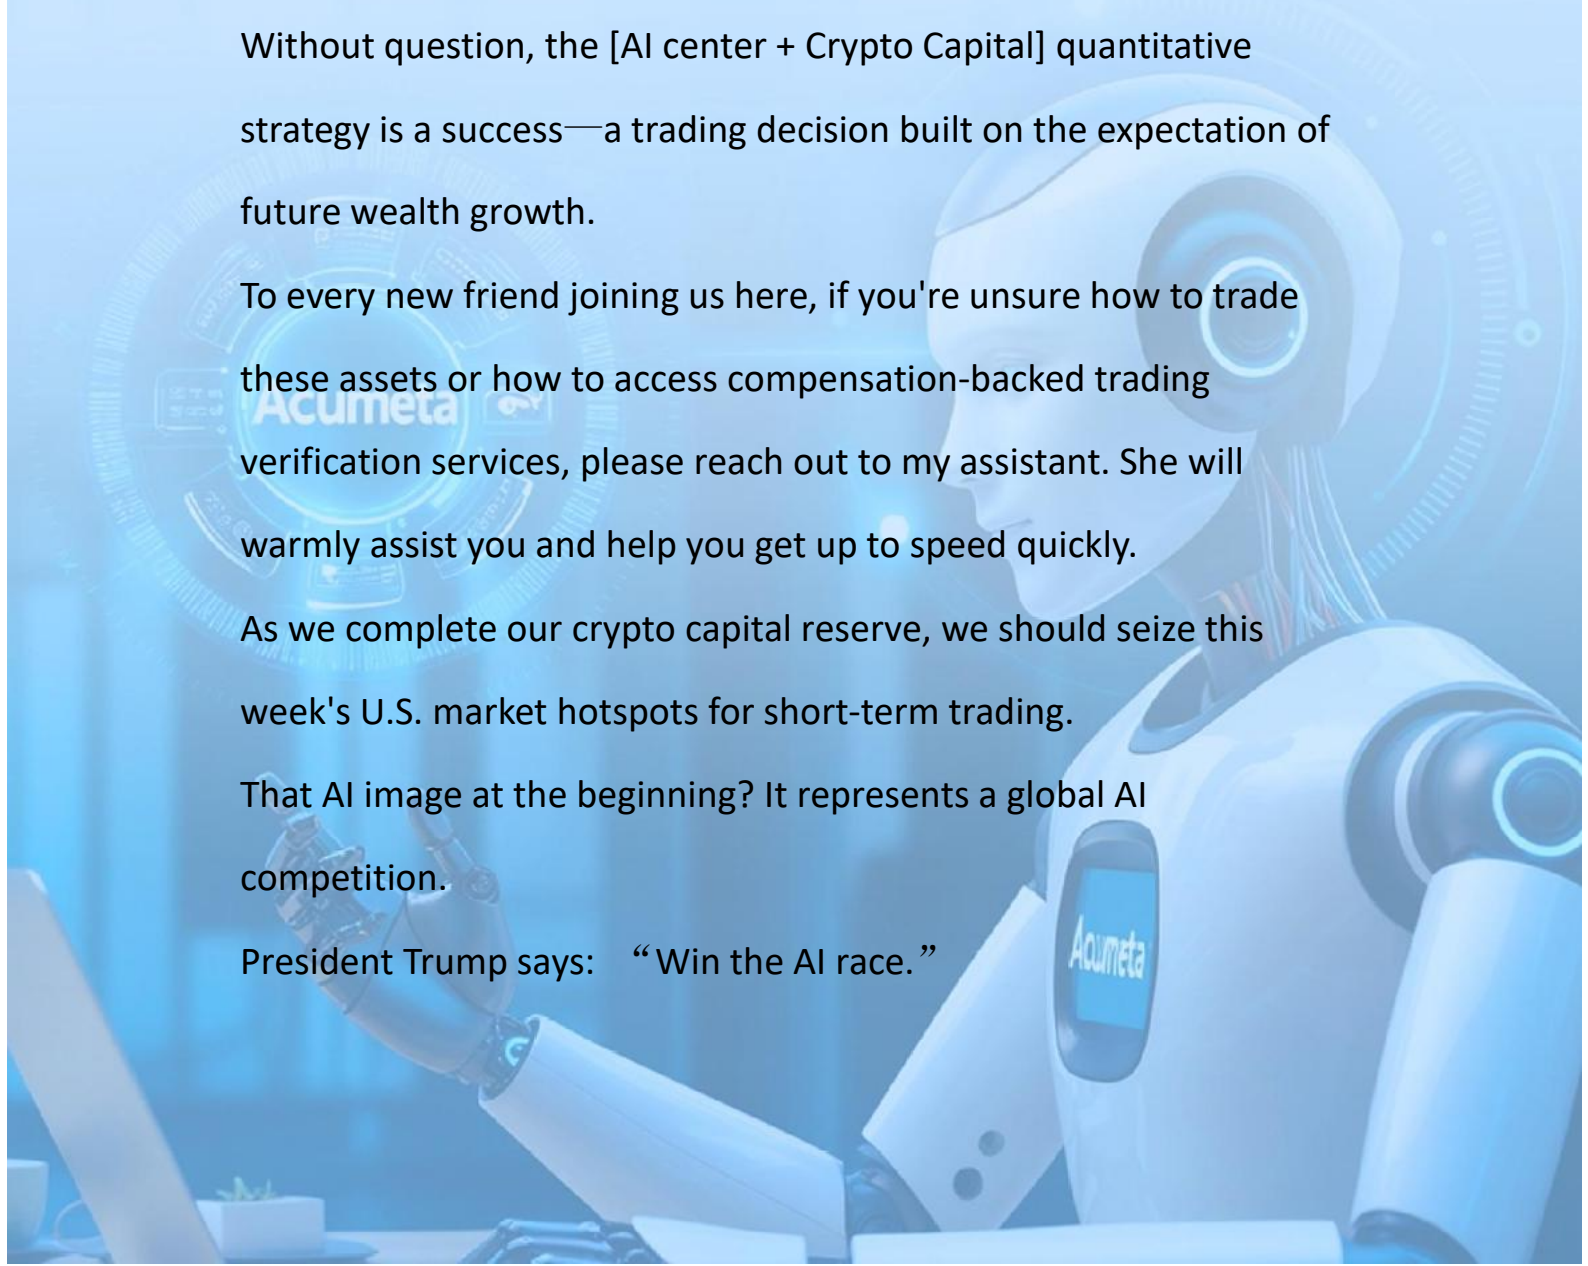 Without question, the [AI center + Crypto Capital] quantitative
strategy is a success—a trading decision built on the expectation of
future wealth growth.
To every new friend joining us here, if you're unsure how to trade
these assets or how to access compensation-backed trading
Acumeta
verification services, please reach out to my assistant. She will
warmly assist you and help you get up to speed quickly.
As we complete our crypto capital reserve, we should seize this
week's U.S. market hotspots for short-term trading.
That AI image at the beginning? It represents a global AI
competition.
President Trump says: “Win the AI race.”
Acumeta